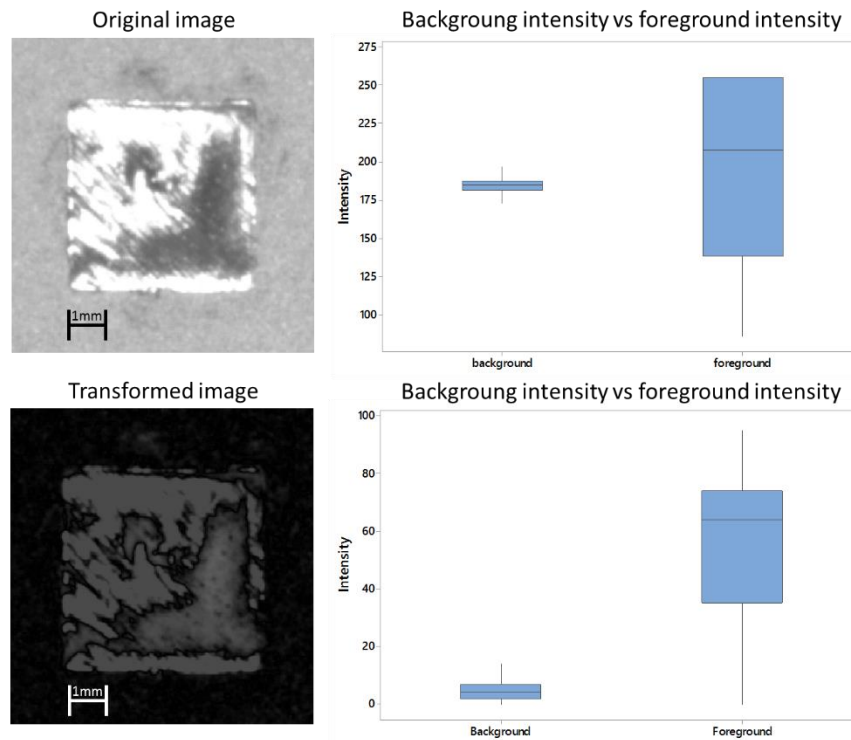 Original image
Backgroung intensity vs foreground intensity
1mm
Intensity
275
250
225
200
175
150
125
100
background foreground
Transformed image
Backgroung intensity vs foreground intensity
1mm
Intensity
100
80
60
40
20
0
Background Foreground